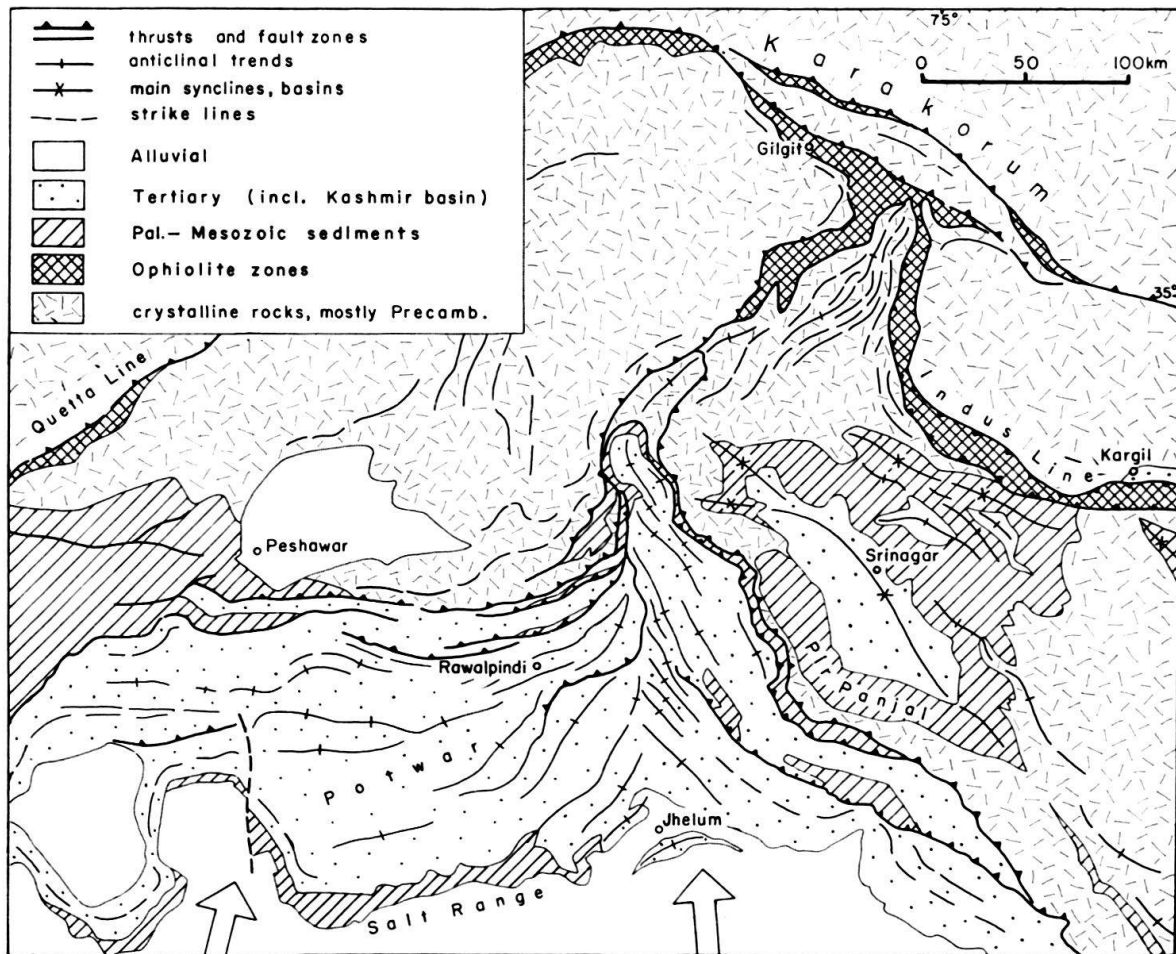 thrusts and fault zones
anticlinal trends
main synclines, basins
strike lines
Alluvial
Tertiary (incl. Kashmir basin)
Pal.– Mesozoic sediments
Ophiolite zones
crystalline rocks, mostly Precamb.
75°
Karakorum
0 50 100km
Gilgit
35°
Quetta Line
Indus Line
Kargil
Peshawar
Srinagar
Rawalpindi
Pir Panjal
Potwar
Jhelum
Salt Range